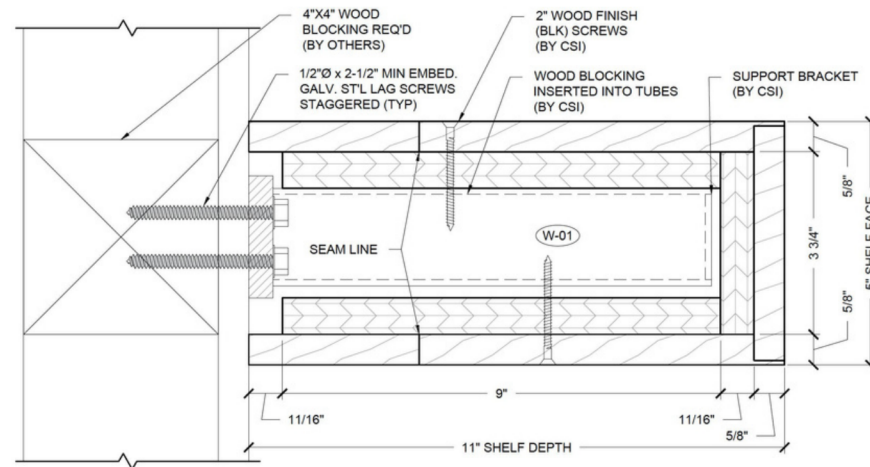 4"X4" WOOD
BLOCKING REQ'D
(BY OTHERS)
1/2"Ø x 2-1/2" MIN EMBED.
GALV. ST'L LAG SCREWS
STAGGERED (TYP)
2" WOOD FINISH
(BLK) SCREWS
(BY CSI)
WOOD BLOCKING
INSERTED INTO TUBES
(BY CSI)
SUPPORT BRACKET
(BY CSI)
SEAM LINE
W-01
5/8"
3 3/4"
5/8"
5" SHELF FACE
9"
11/16"
11/16"
5/8"
11" SHELF DEPTH